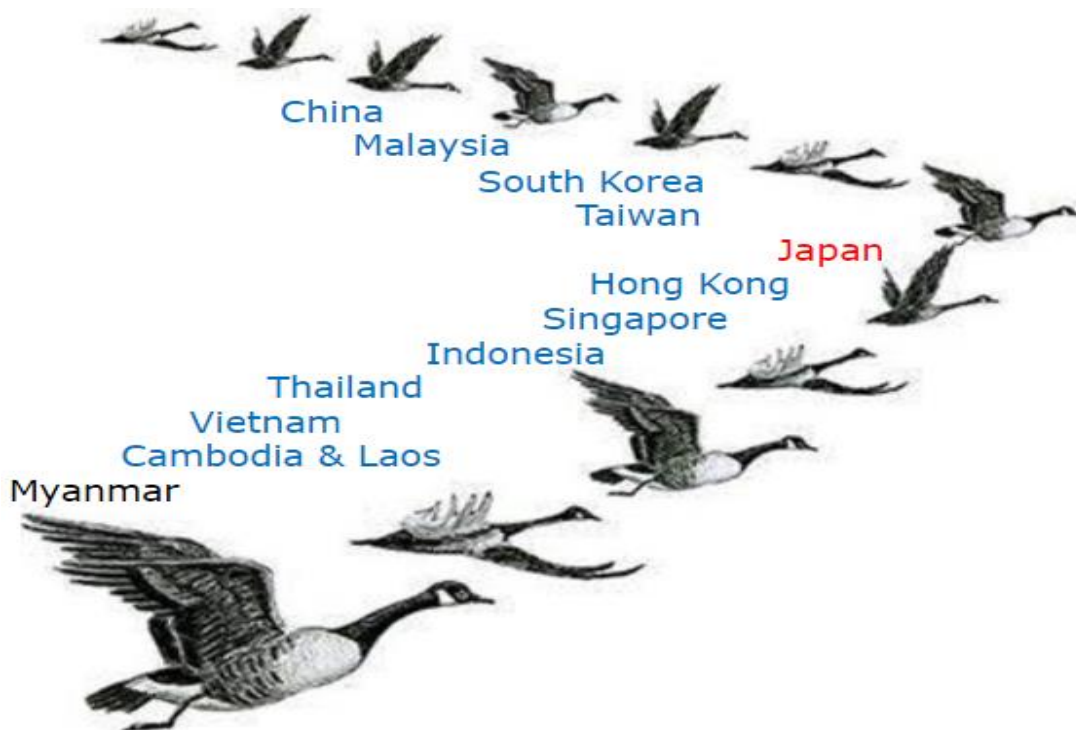 China
Malaysia
South Korea
Taiwan
Japan
Hong Kong
Singapore
Indonesia
Thailand
Vietnam
Cambodia & Laos
Myanmar